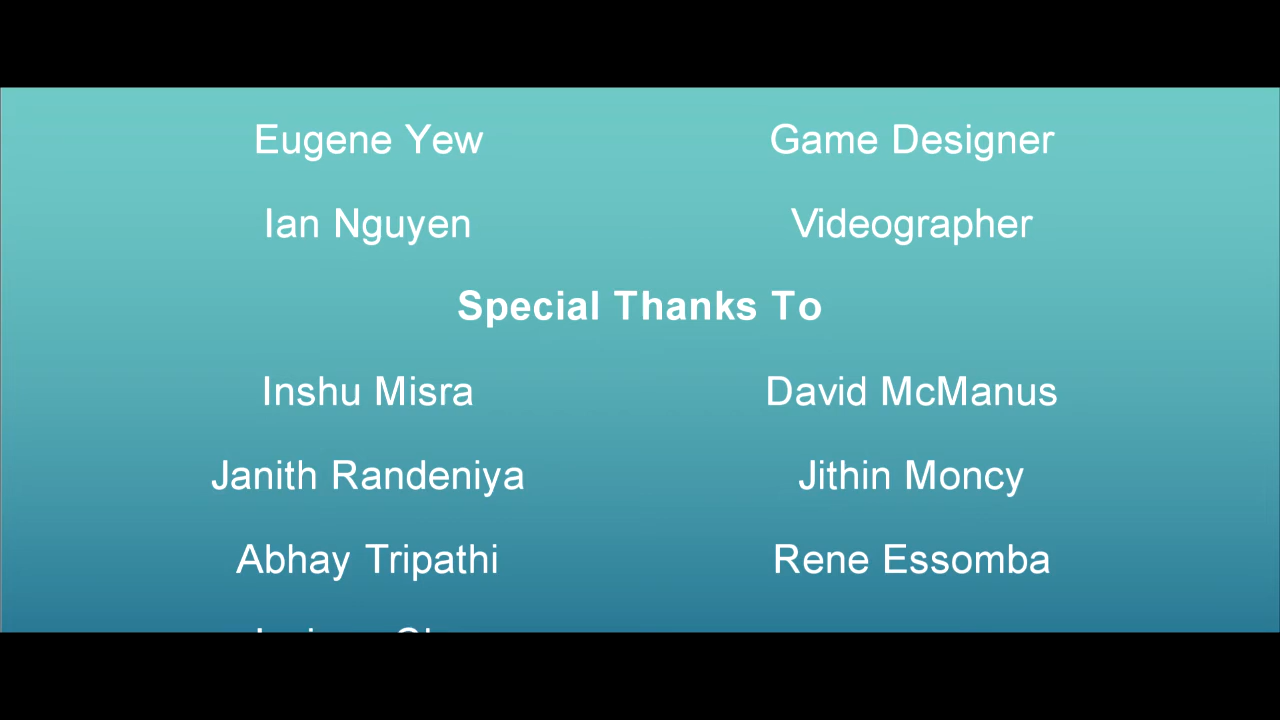 Eugene Yew Game Designer
Ian Nguyen Videographer
Special Thanks To
Inshu Misra David McManus
Janith Randeniya Jithin Moncy
Abhay Tripathi Rene Essomba